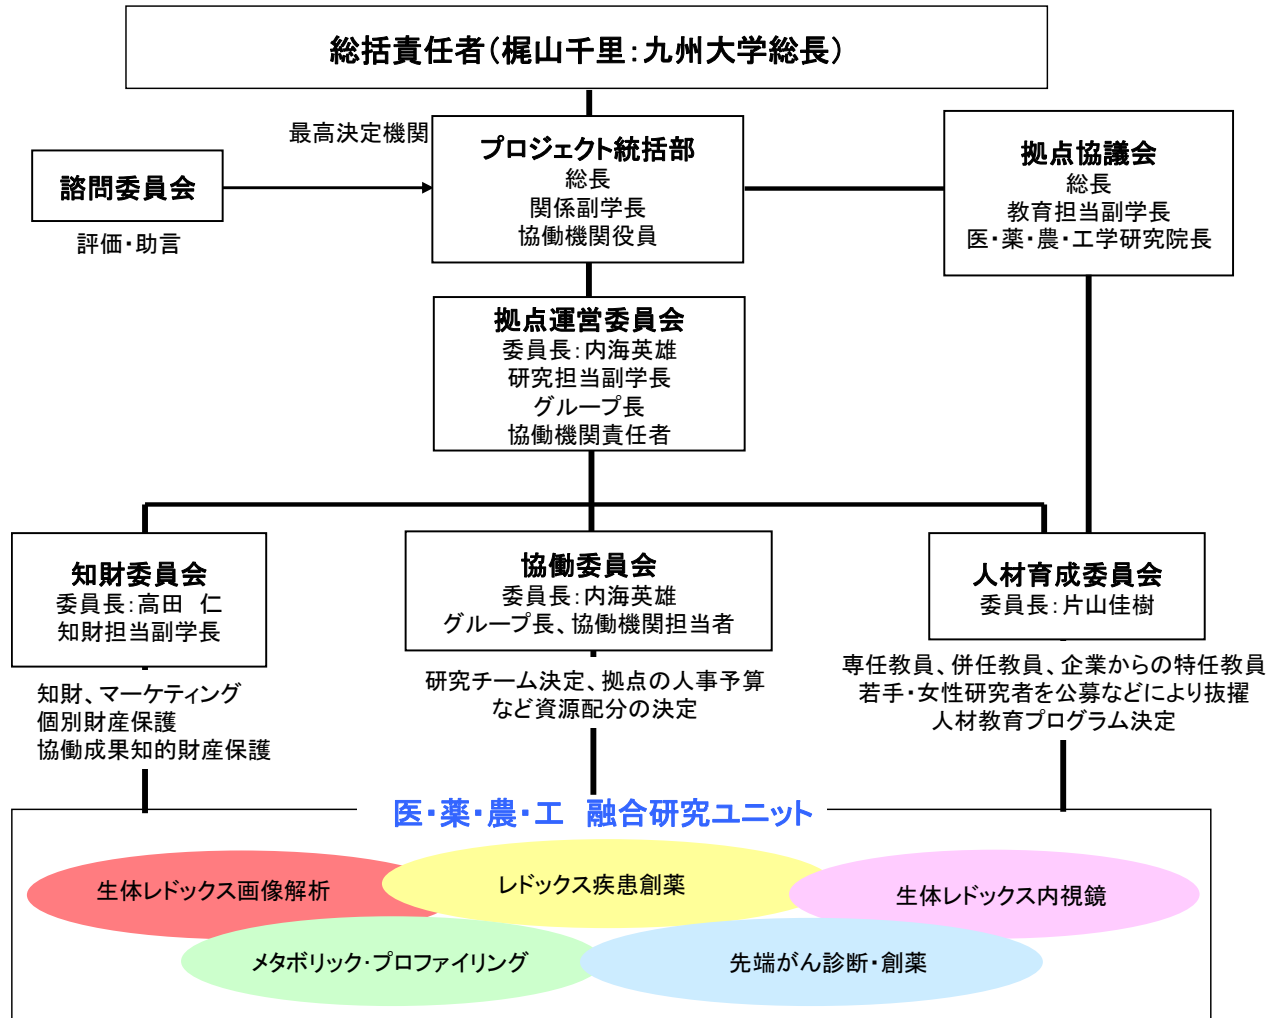 総括責任者(梶山千里:九州大学総長)
最高決定機関
諮問委員会
評価・助言
プロジェクト統括部
総長
関係副学長
協働機関役員
拠点協議会
総長
教育担当副学長
医・薬・農・工学研究院長
拠点運営委員会
委員長:内海英雄
研究担当副学長
グループ長
協働機関責任者
知財委員会
委員長:高田 仁
知財担当副学長
知財、マーケティング
個別財産保護
協働成果知的財産保護
協働委員会
委員長:内海英雄
グループ長、協働機関担当者
研究チーム決定、拠点の人事予算
など資源配分の決定
人材育成委員会
委員長:片山佳樹
専任教員、併任教員、企業からの特任教員
若手・女性研究者を公募などにより抜擢
人材教育プログラム決定
医・薬・農・工 融合研究ユニット
生体レドックス画像解析
レドックス疾患創薬
生体レドックス内視鏡
メタボリック・プロファイリング
先端がん診断・創薬